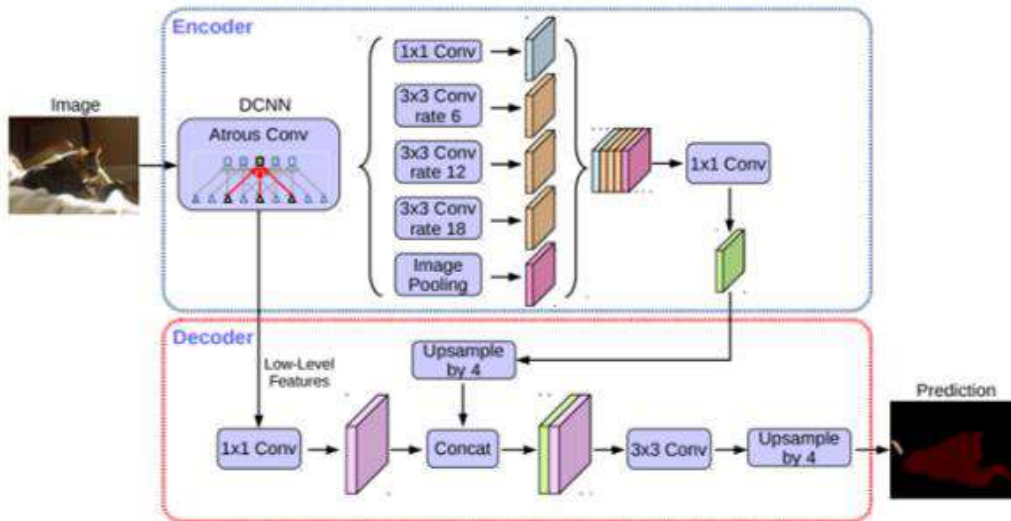 Encoder
Image
DCNN
Atrous Conv
1x1 Conv
3x3 Conv
rate 6
3x3 Conv
rate 12
3x3 Conv
rate 18
Image
Pooling
1x1 Conv
Decoder
Low-Level
Features
Upsample
by 4
1x1 Conv
Concat
3x3 Conv
Upsample
by 4
Prediction